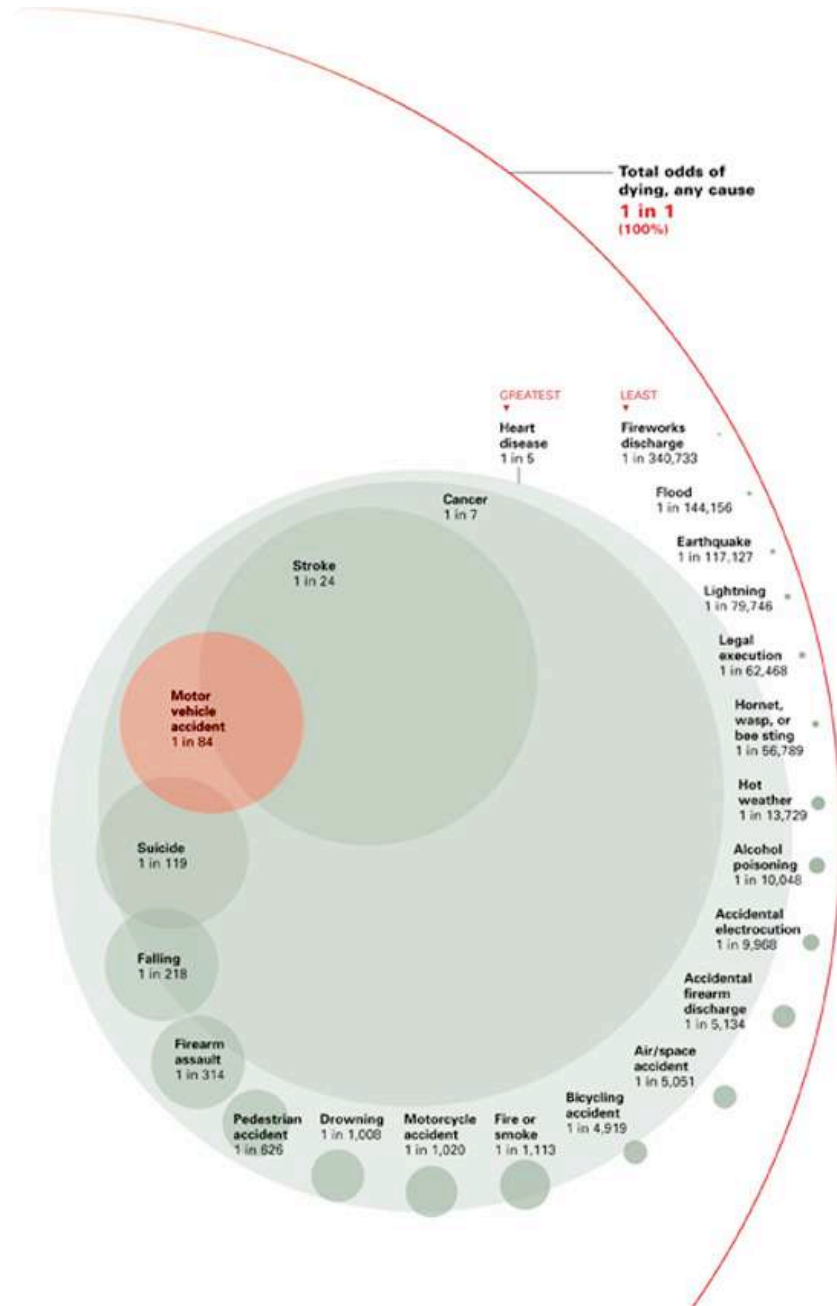 Total odds of
dying, any cause
1 in 1
(100%)
GREATEST
Heart
disease
1 in 5
LEAST
Fireworks
discharge
1 in 340,733
Cancer
1 in 7
Flood
1 in 144,156
Earthquake
1 in 117,127
Stroke
1 in 24
Lightning
1 in 79,746
Legal
execution
1 in 62,468
Motor
vehicle
accident
1 in 84
Hornet,
wasp, or
bee sting
1 in 56,789
Hot
weather
1 in 13,729
Suicide
1 in 119
Alcohol
poisoning
1 in 10,048
Accidental
electrocution
1 in 9,968
Falling
1 in 218
Accidental
firearm
discharge
1 in 5,134
Firearm
assault
1 in 314
Air/space
accident
1 in 5,051
Bicycling
accident
1 in 4,919
Pedestrian
accident
1 in 626
Drowning
1 in 1,008
Motorcycle
accident
1 in 1,020
Fire or
smoke
1 in 1,113